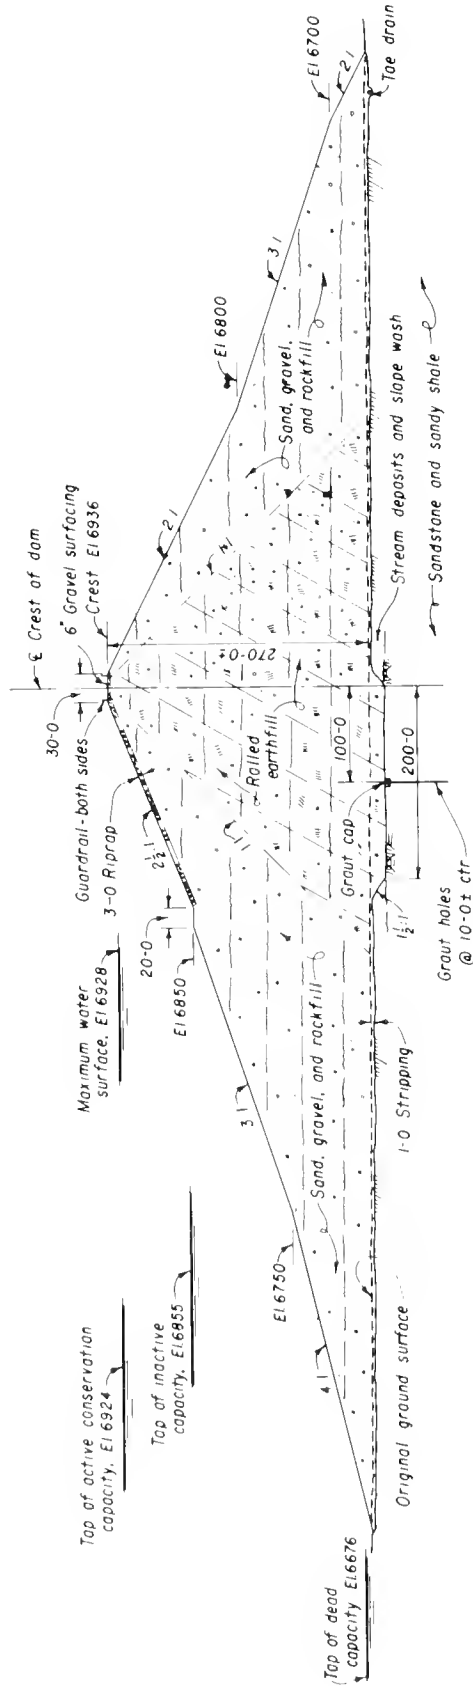 Top of active conservation
capacity, El 6924
Maximum water
surface, El 6928
Top of inactive
capacity, El.6855
Top of dead
capacity El.6676
30-0
℄ Crest of dam
6" Gravel surfacing
Crest El 6936
Guardrail-both sides
3-0 Riprap
2½:1
20-0
El 6850
3:1
El 6750
4:1
2:1
El 6800
3:1
El 6700
2:1
Toe drain
1:1
Rolled
earthfill
270-0±
Sand, gravel,
and rockfill
Sand, gravel, and rockfill
100-0
200-0
Grout cap
1½:1
Grout holes
@ 10-0± ctr
1-0 Stripping
Original ground surface
Stream deposits and slope wash
Sandstone and sandy shale